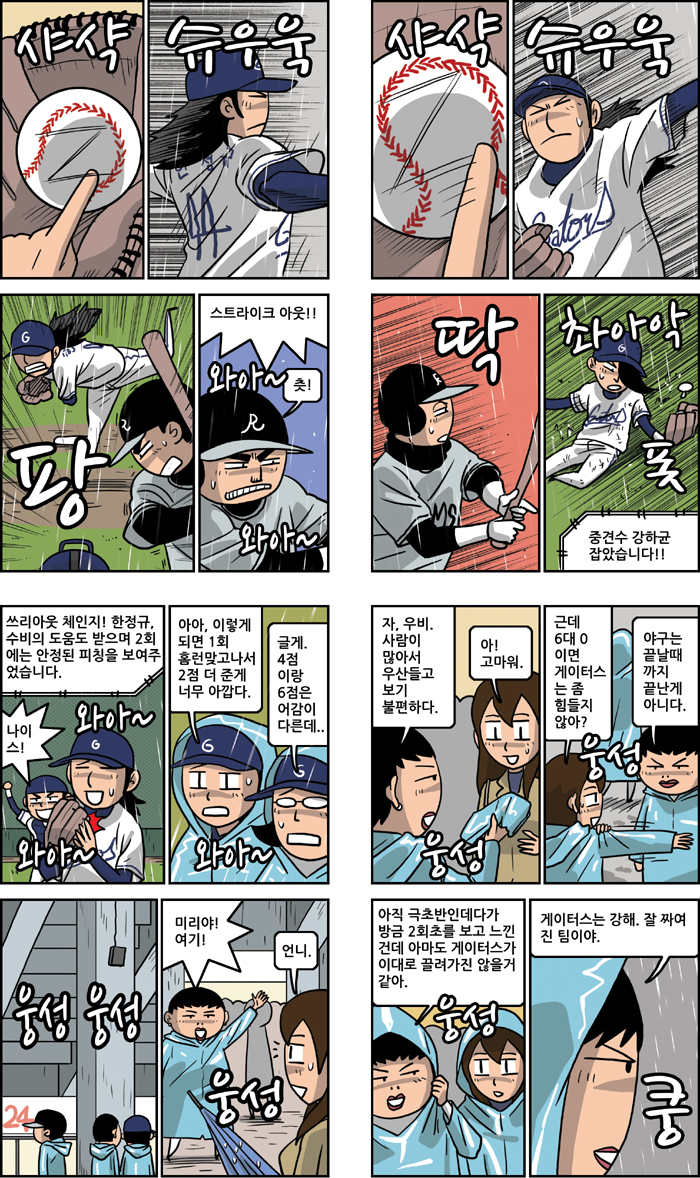 샤샥
슈우욱
G
44
G
G
팡
스트라이크 아웃!!
와아~
칫!
R
와아~
쓰리아웃 체인지! 한정규,
수비의 도움도 받으며 2회
에는 안정된 피칭을 보여주
었습니다.
나이
스!
와아~
G
와아~
아아, 이렇게
되면 1회
홈런맞고나서
2점 더 준게
너무 아깝다.
글게.
4점
이랑
6점은
어감이
다른데..
G
G
와아~
웅성 웅성
24
미리야!
여기!
언니.
웅성
샤샥
슈우욱
Gators
딱
R
MS
촤아악
G
Gators
풋
중견수 강하균
잡았습니다!!
자, 우비.
사람이
많아서
우산들고
보기
불편하다.
아!
고마워.
웅성
근데
6대 0
이면
게이터스
는 좀
힘들지
않아?
야구는
끝날때
까지
끝난게
아니다.
웅성
아직 극초반인데다가
방금 2회초를 보고 느낀
건데 아마도 게이터스가
이대로 끌려가진 않을거
같아.
웅성
게이터스는 강해. 잘 짜여
진 팀이야.
쿵